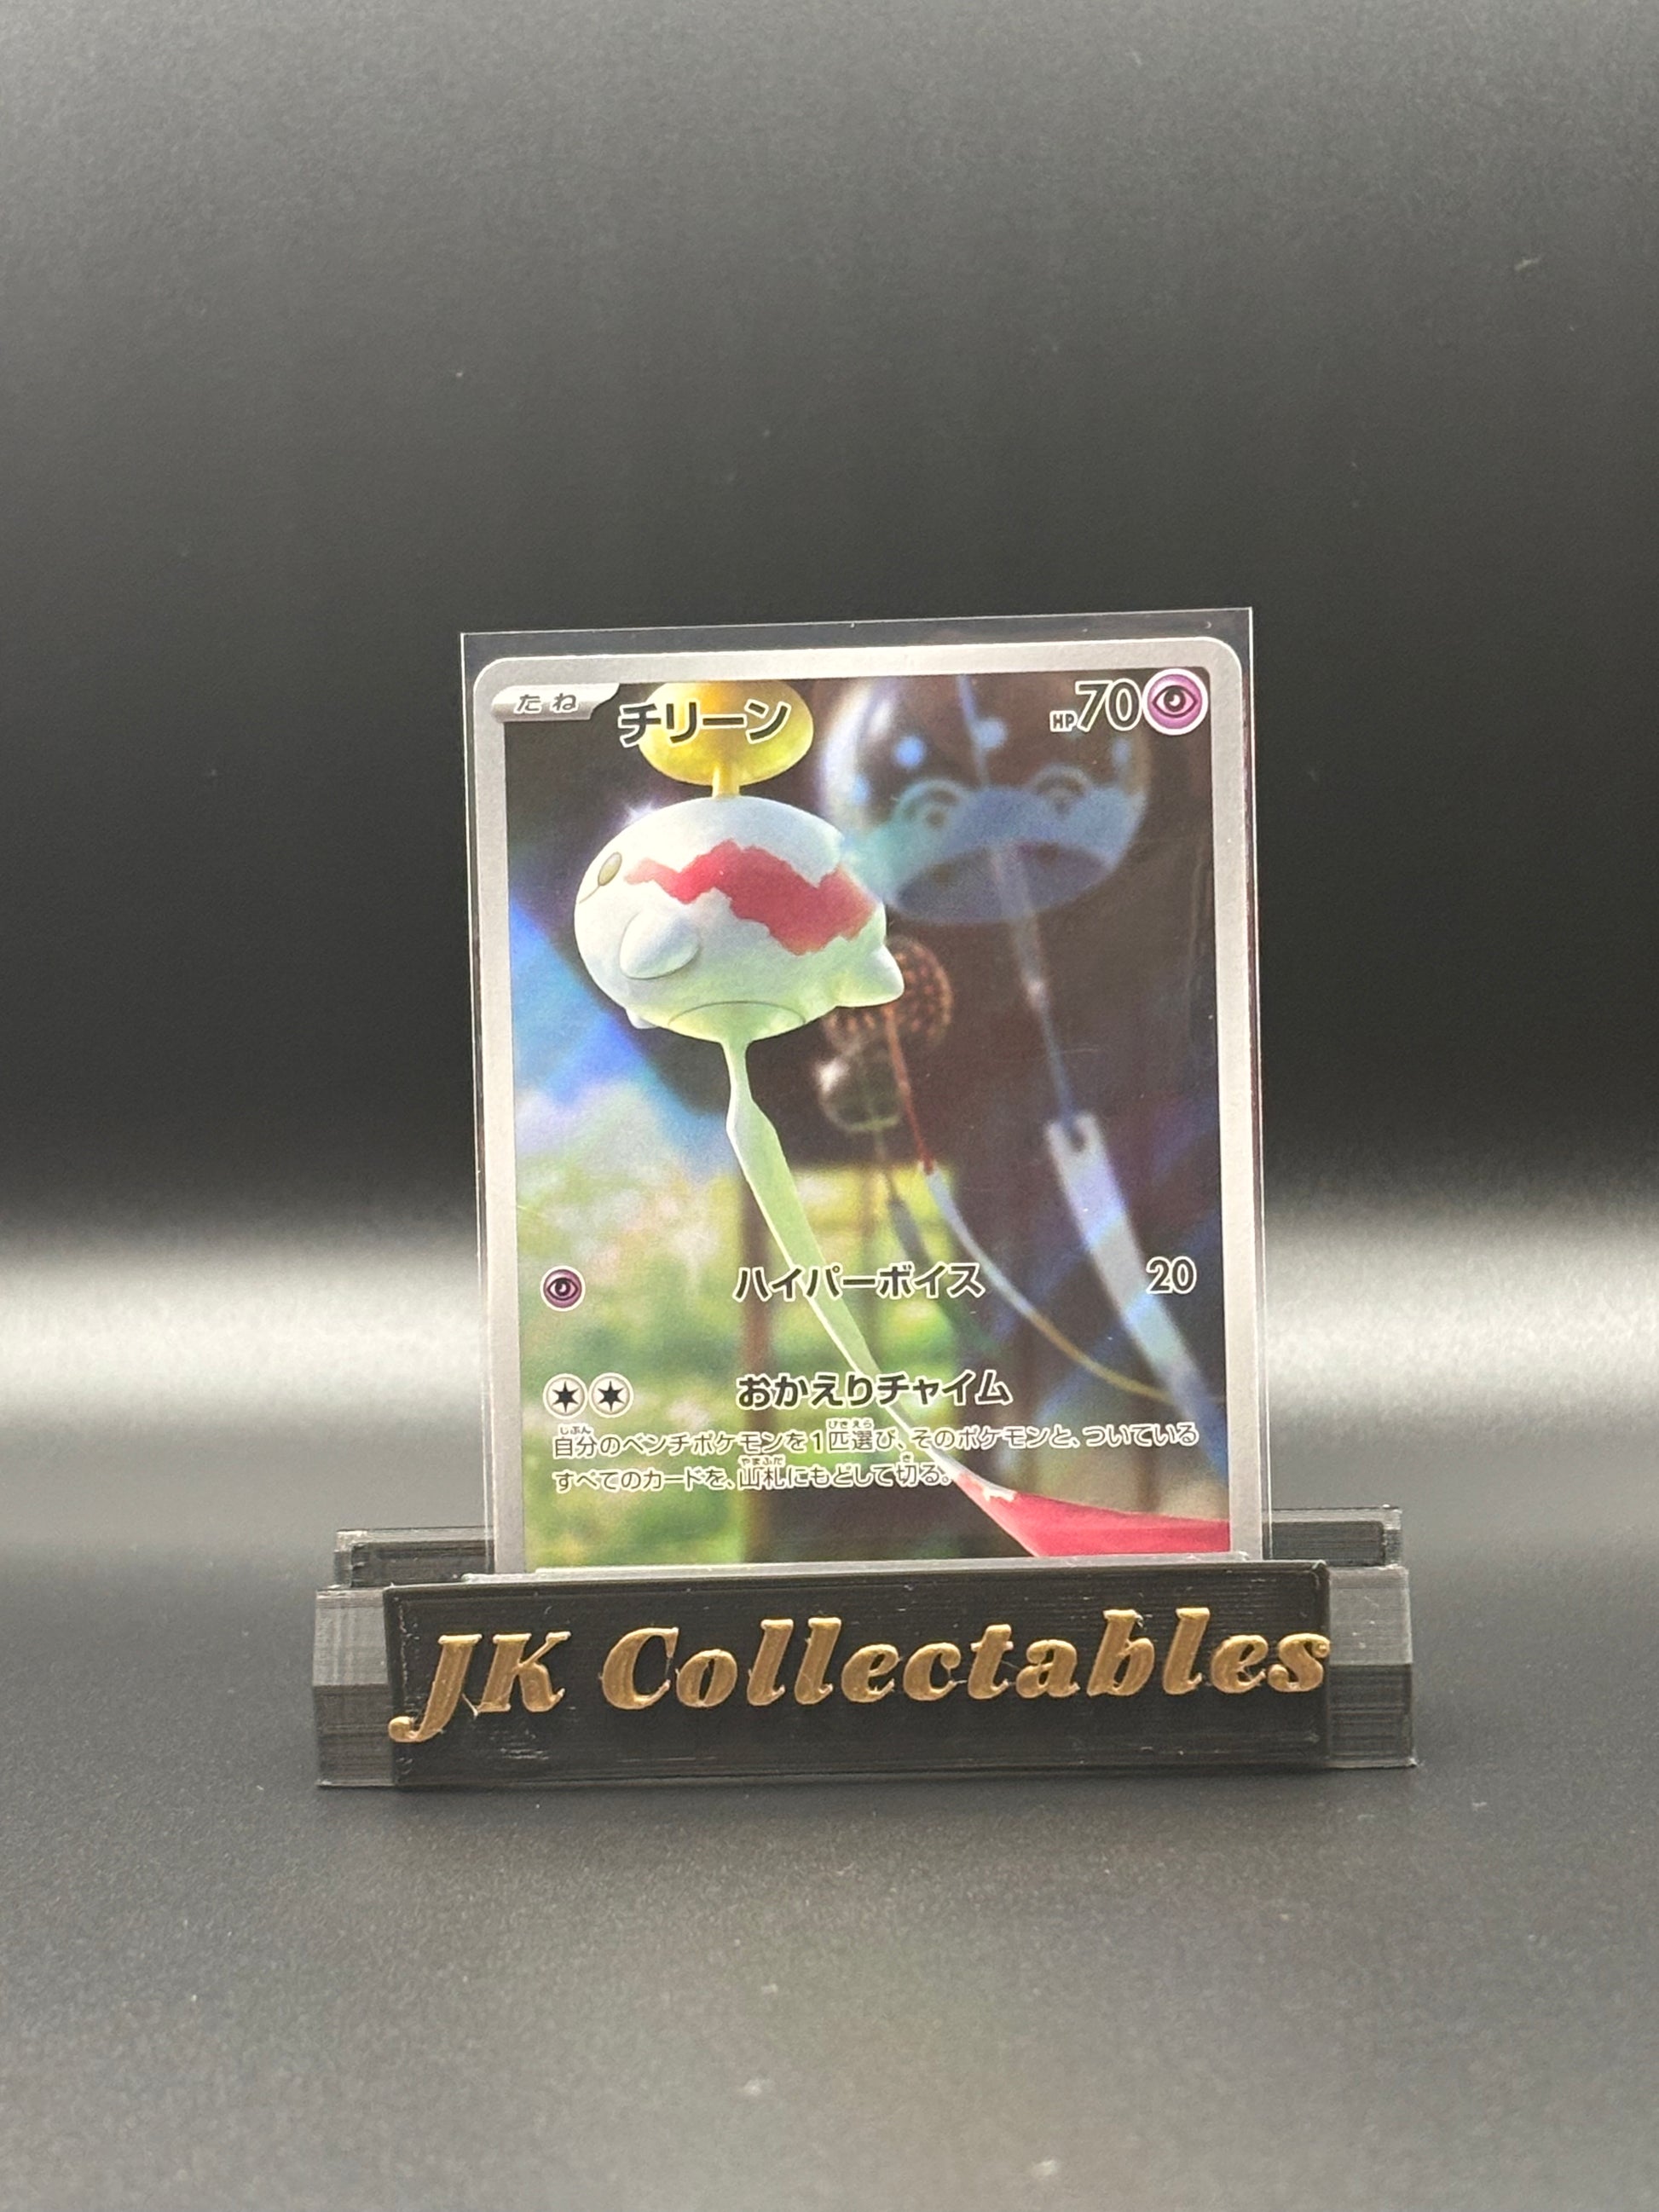 たね
チリーン
HP70
ハイパーボイス 20
おかえりチャイム
自分のベンチポケモンを1匹選び、そのポケモンと、ついている
すべてのカードを、山札にもどして切る。
JK Collectables